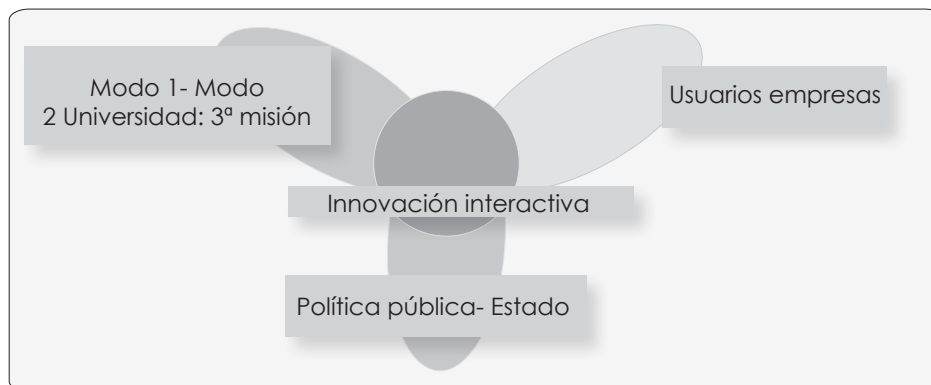 Modo 1- Modo
2 Universidad: 3ª misión
Usuarios empresas
Innovación interactiva
Política pública- Estado